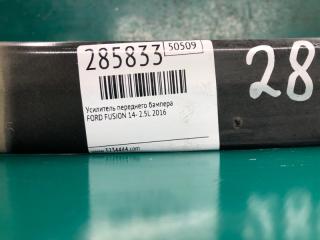 285833
50509
28
Усилитель переднего бампера
FORD FUSION 14- 2.5L 2016